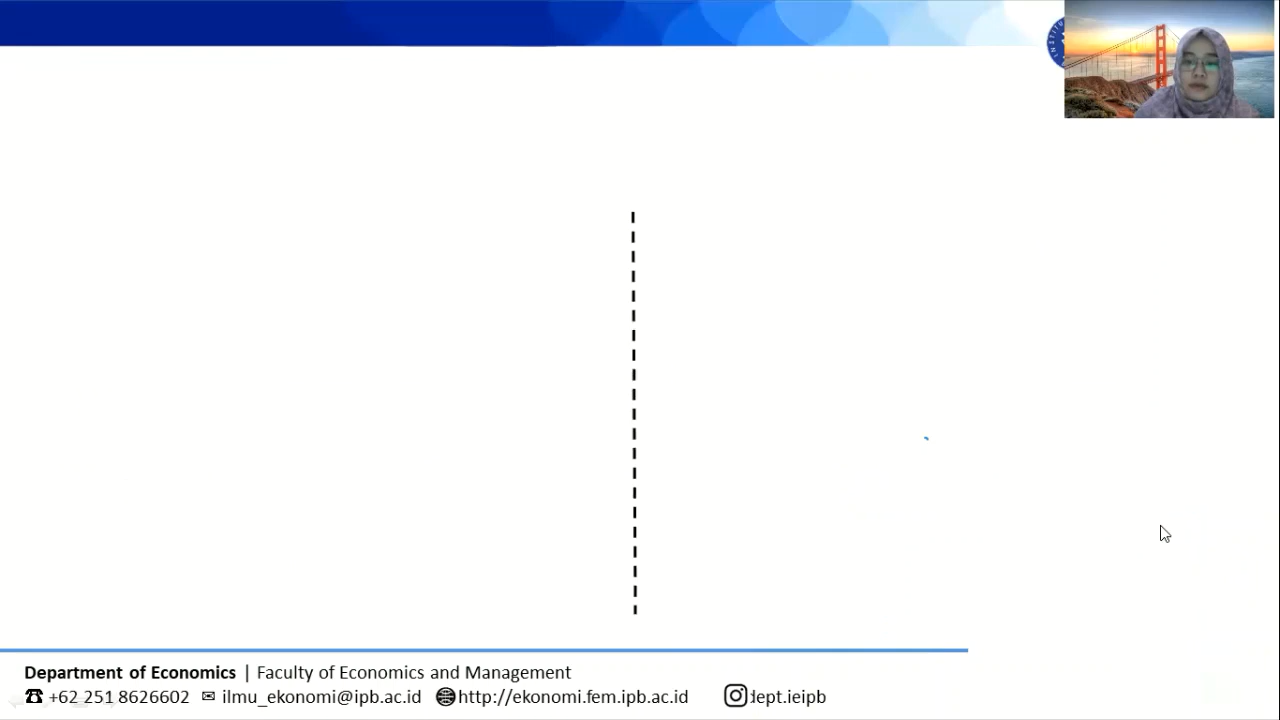 Department of Economics | Faculty of Economics and Management
+62 251 8626602 ilmu_ekonomi@ipb.ac.id http://ekonomi.fem.ipb.ac.id dept.ieipb